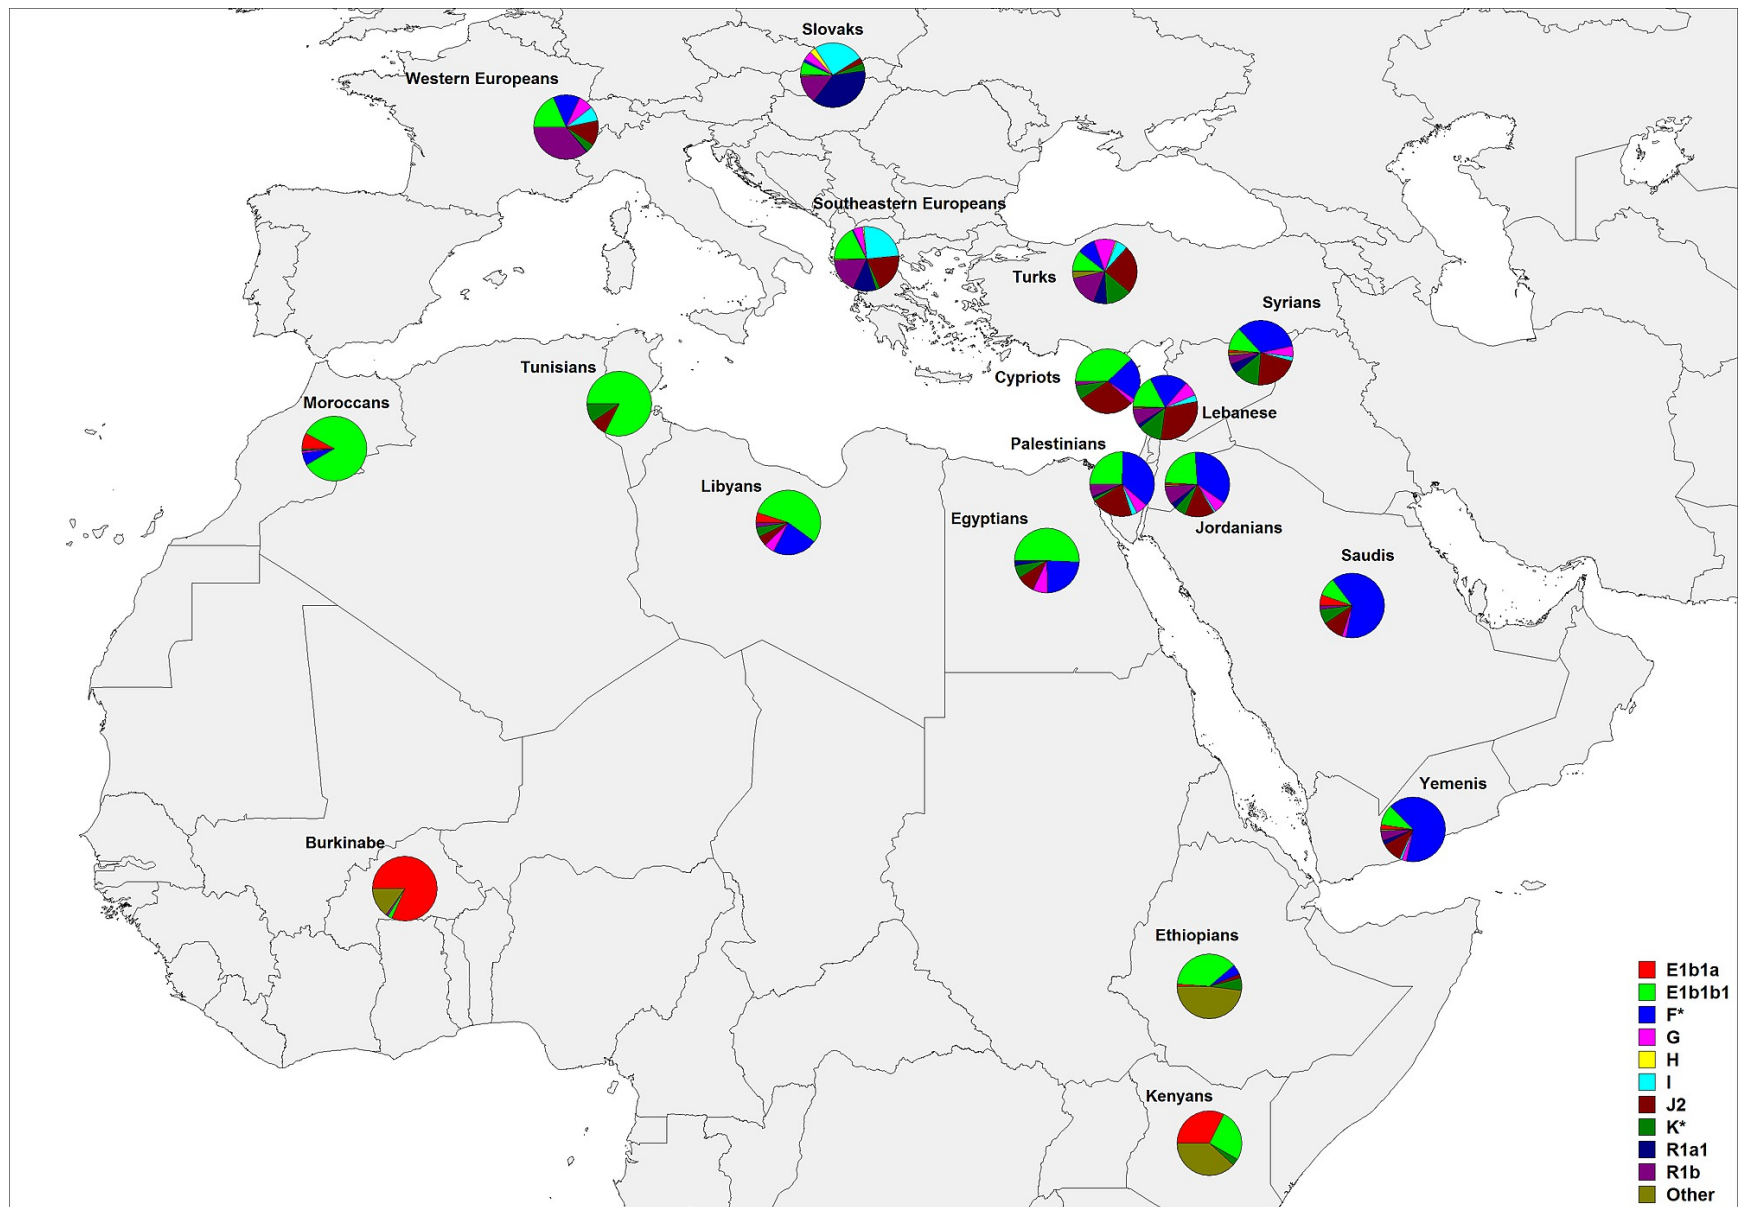 Slovaks
Western Europeans
Southeastern Europeans
Turks
Syrians
Tunisians
Cypriots
Moroccans
Lebanese
Palestinians
Libyans
Egyptians
Jordanians
Saudis
Yemenis
Burkinabe
Ethiopians
Kenyans
E1b1a
E1b1b1
F*
G
H
I
J2
K*
R1a1
R1b
Other